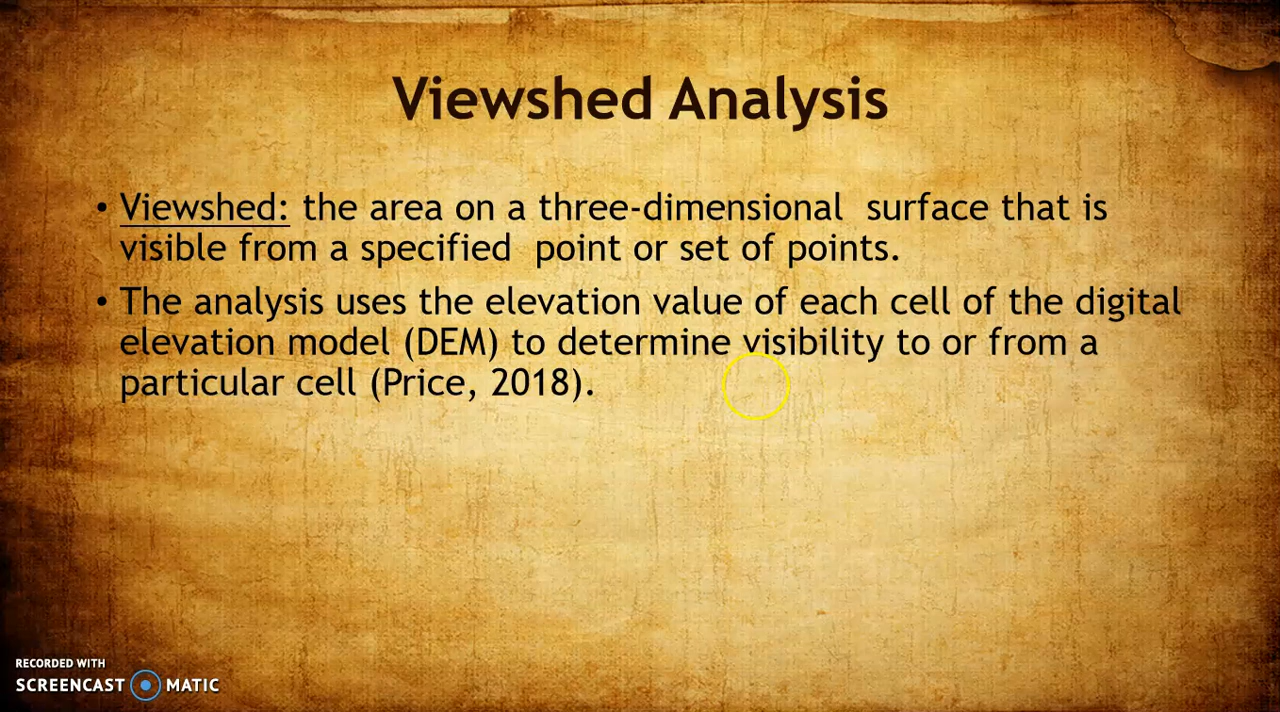 Viewshed Analysis
• Viewshed: the area on a three-dimensional  surface that is
visible from a specified  point or set of points.
• The analysis uses the elevation value of each cell of the digital
elevation model (DEM) to determine visibility to or from a
particular cell (Price, 2018).
RECORDED WITH
SCREENCAST MATIC